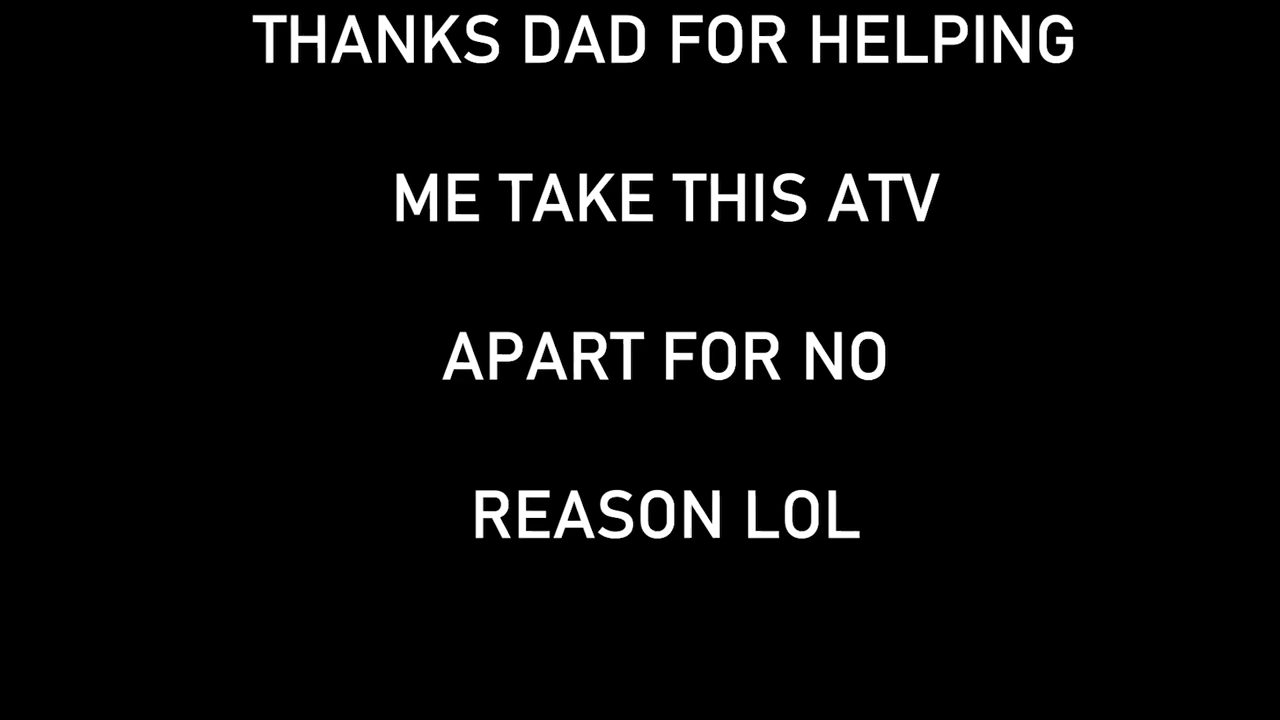 THANKS DAD FOR HELPING
ME TAKE THIS ATV
APART FOR NO
REASON LOL